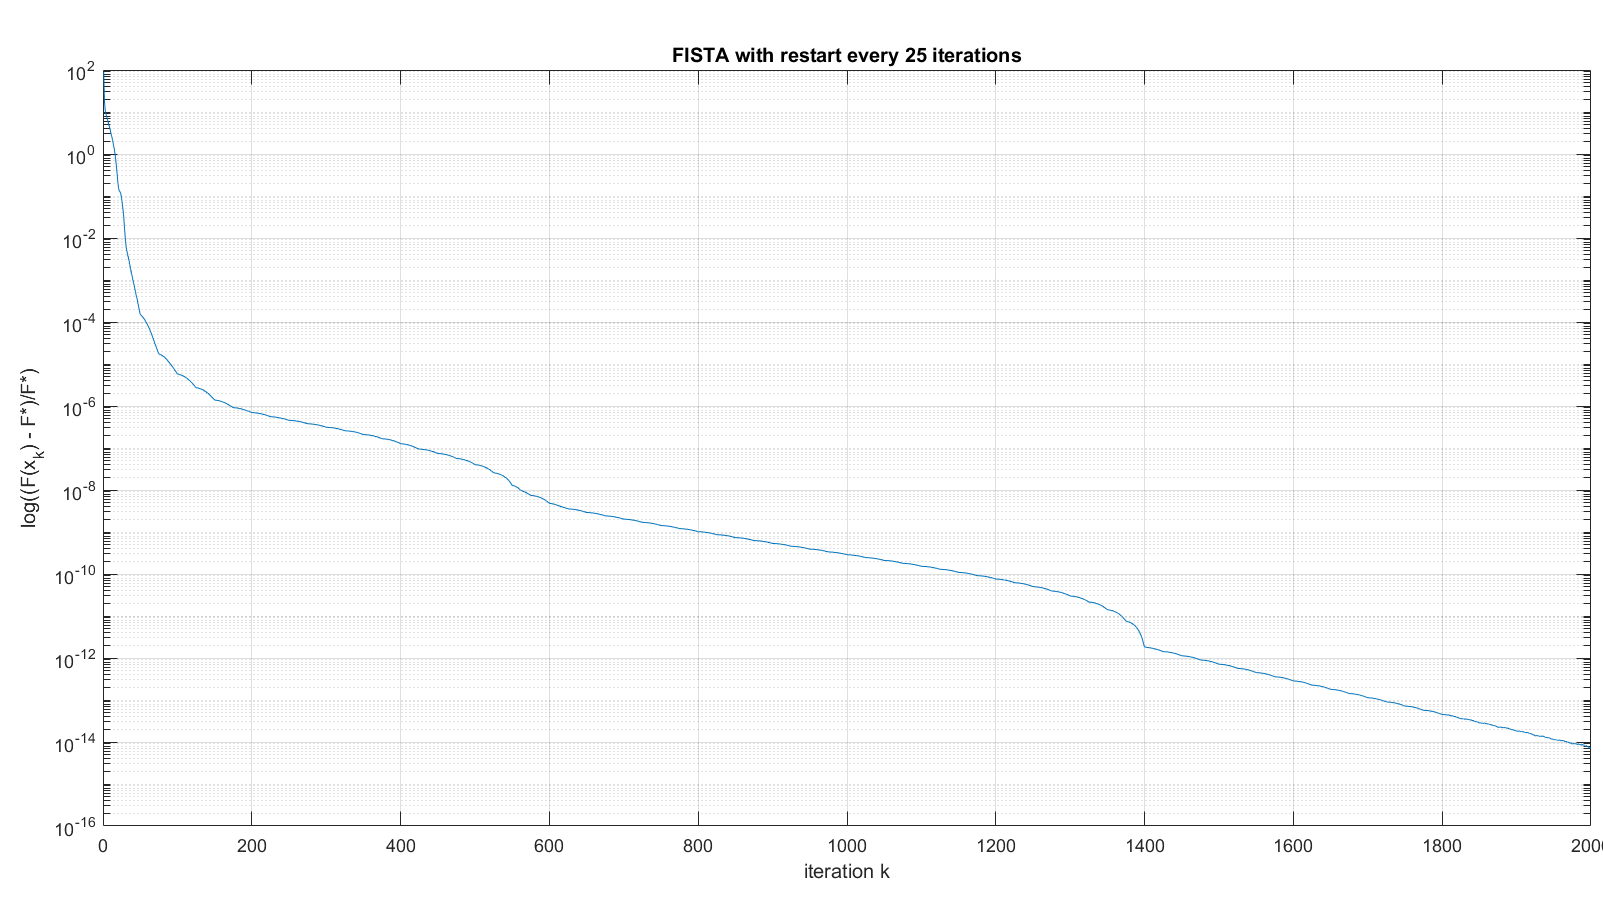 FISTA with restart every 25 iterations
10^2
10^0
10^-2
10^-4
10^-6
10^-8
10^-10
10^-12
10^-14
10^-16
log((F(x_k) - F*)/F*)
0 200 400 600 800 1000 1200 1400 1600 1800 2000
iteration k